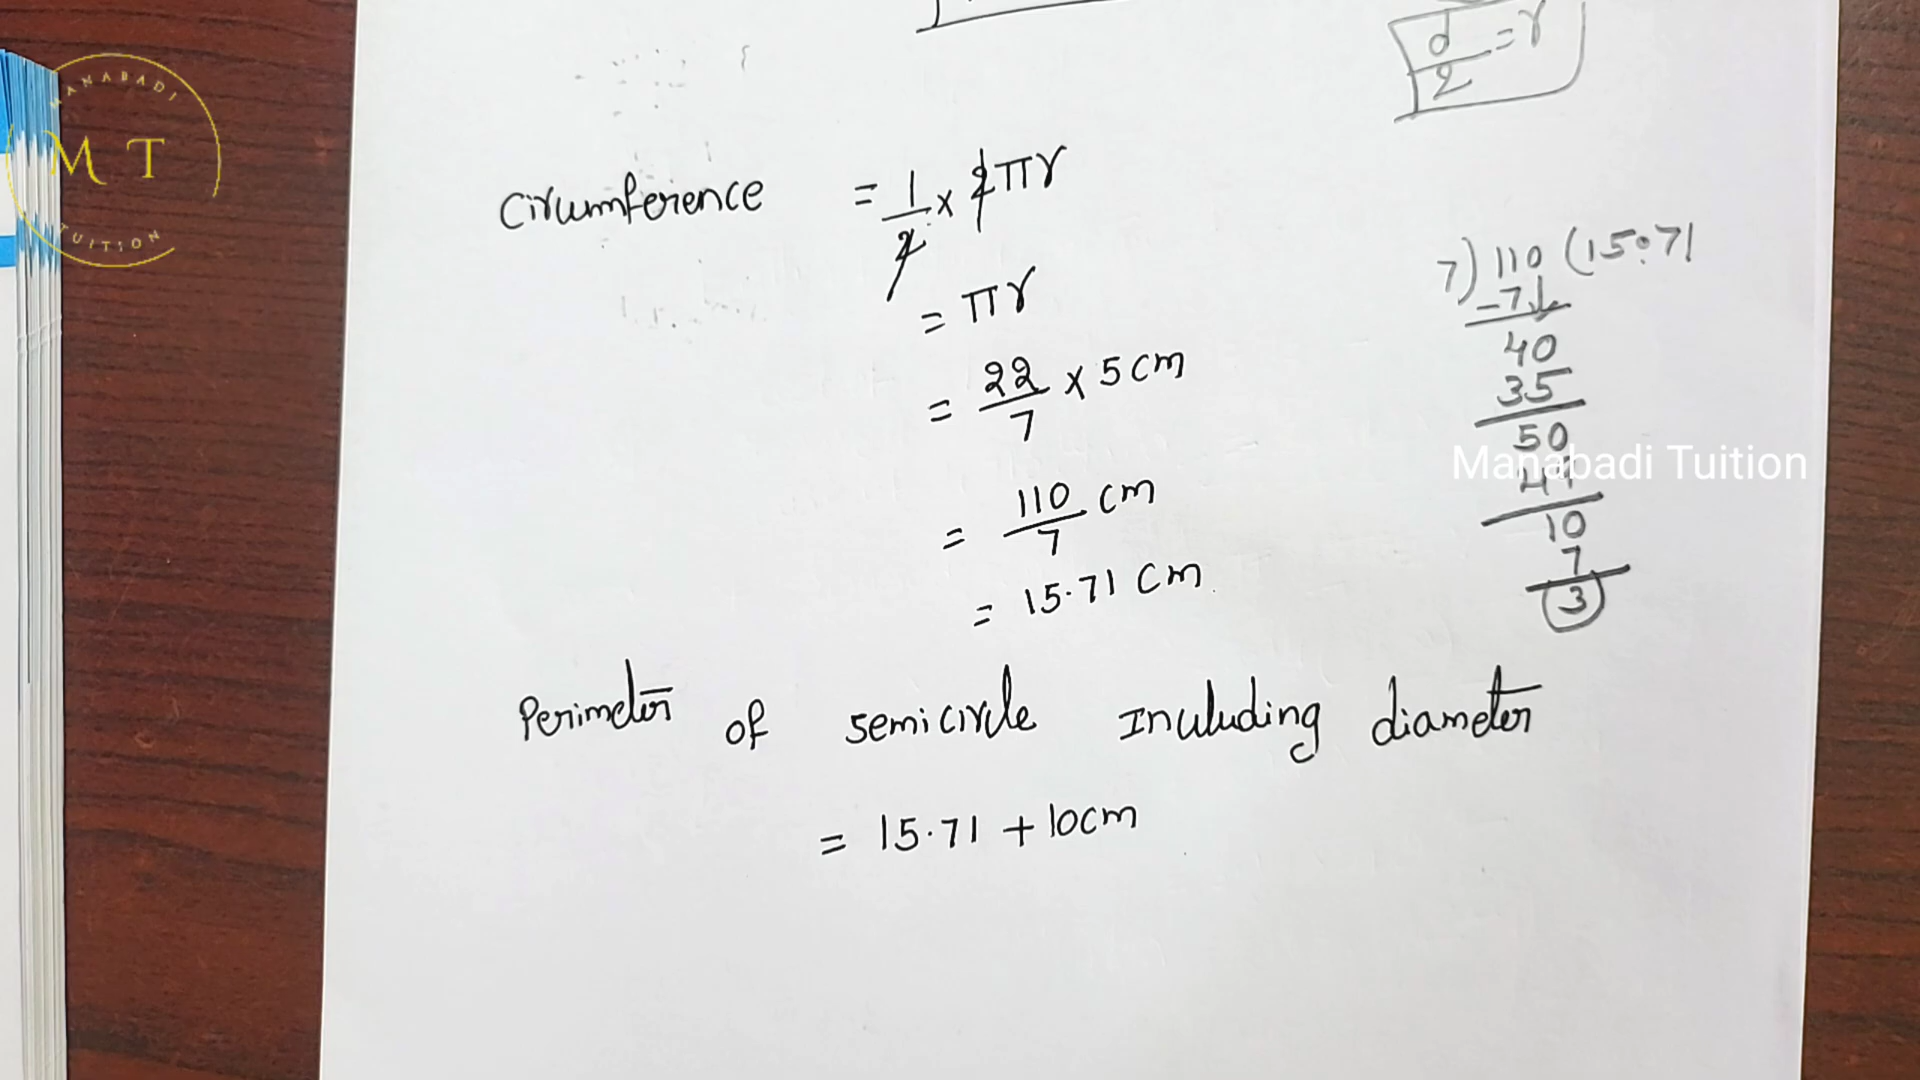 d/2 = r
MANABADI
MT
TUITION
Cirumference = 1/2 x 2πr
= πr
= 22/7 x 5cm
= 110/7 cm
= 15.71 cm
7) 110 (15.71
-7
40
35
50
10
7
3
Manabadi Tuition
Perimeter of semicircle Including diameter
= 15.71 + 10cm